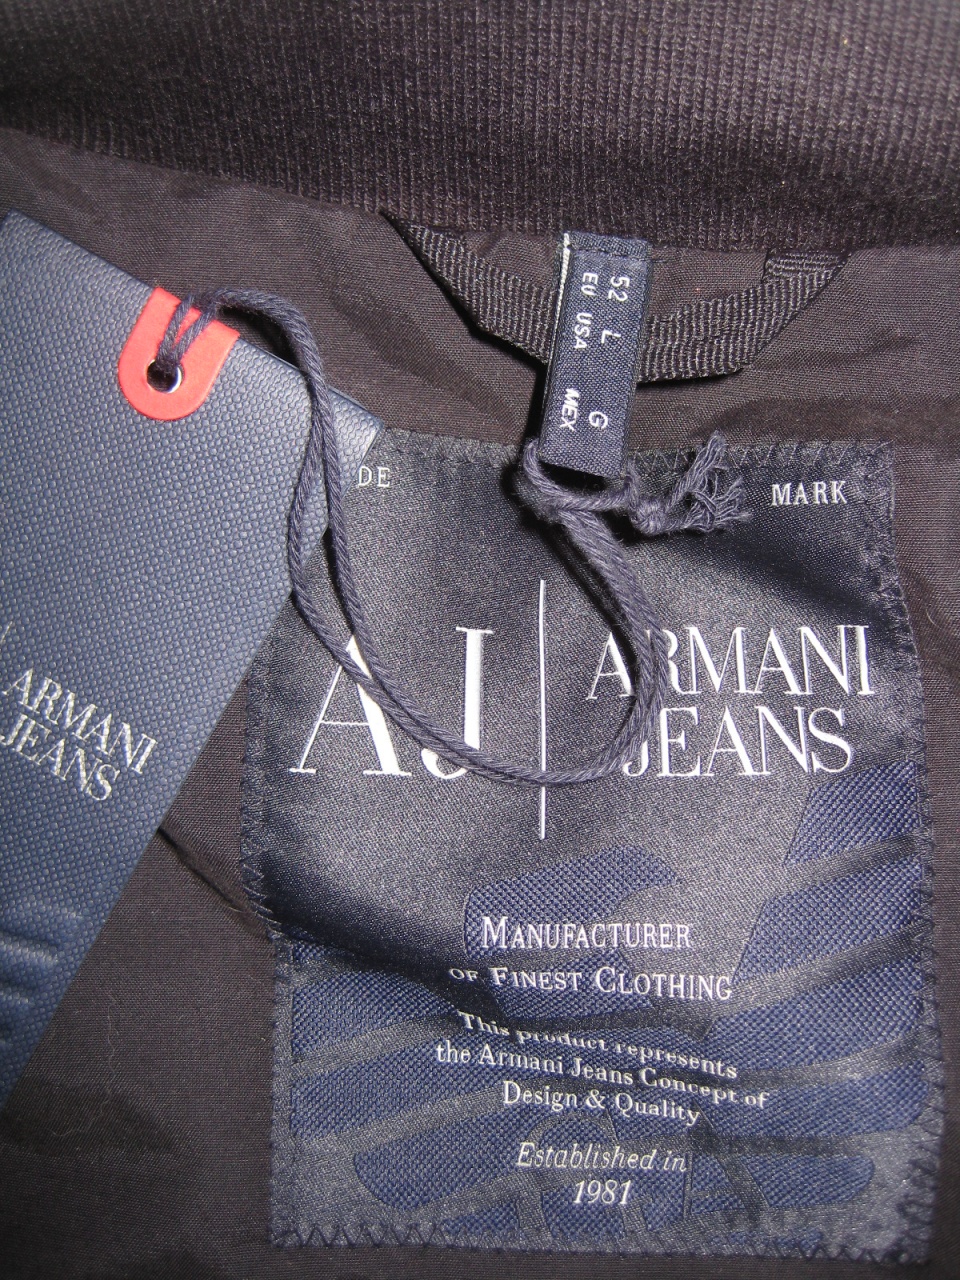 52 L G
EU USA MEX
DE MARK
AJ
ARMANI
JEANS
MANUFACTURER
OF FINEST CLOTHING
This product represents
the Armani Jeans Concept of
Design & Quality
Established in
1981
ARMANI
JEANS